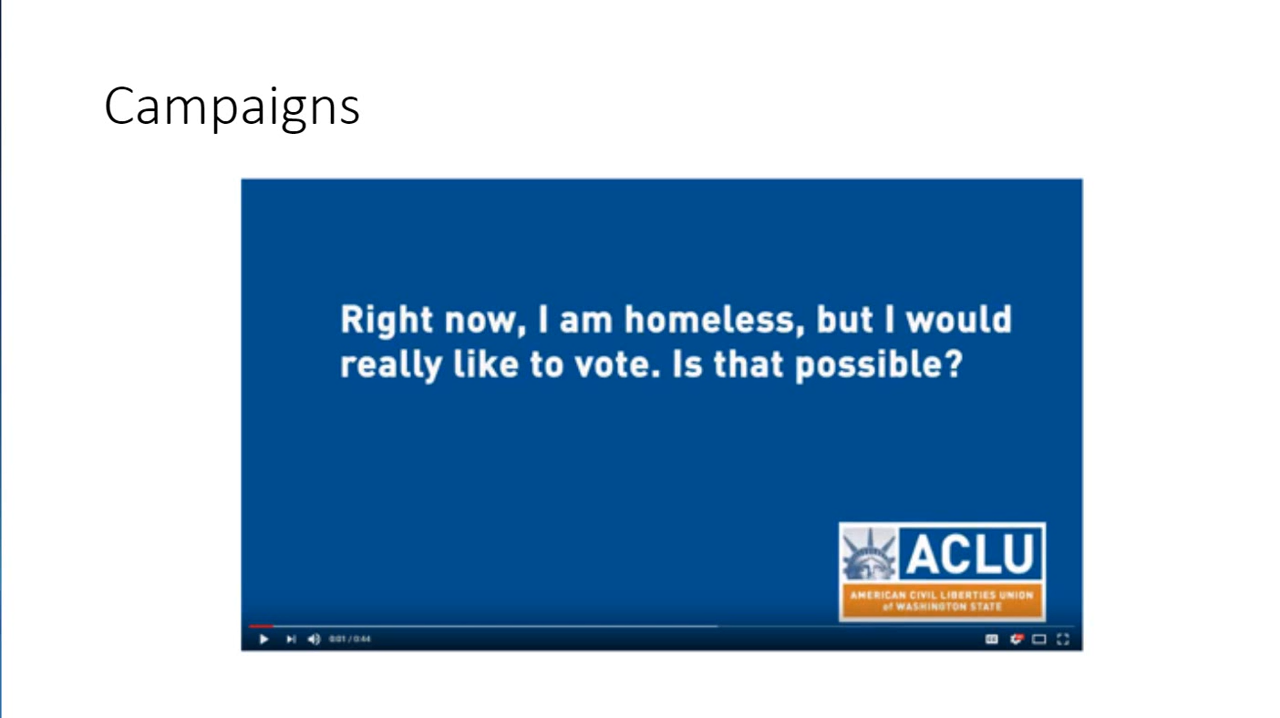 Campaigns
Right now, I am homeless, but I would
really like to vote. Is that possible?
ACLU
AMERICAN CIVIL LIBERTIES UNION
of WASHINGTON STATE
0:01 / 0:44